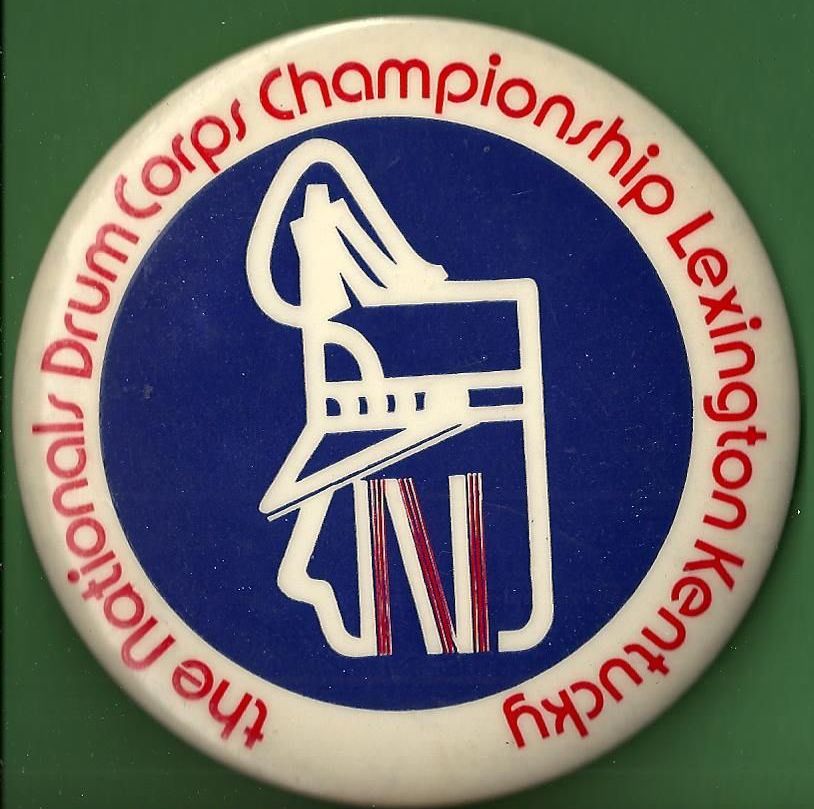 the nationals Drum Corps Championship Lexington Kentucky
N